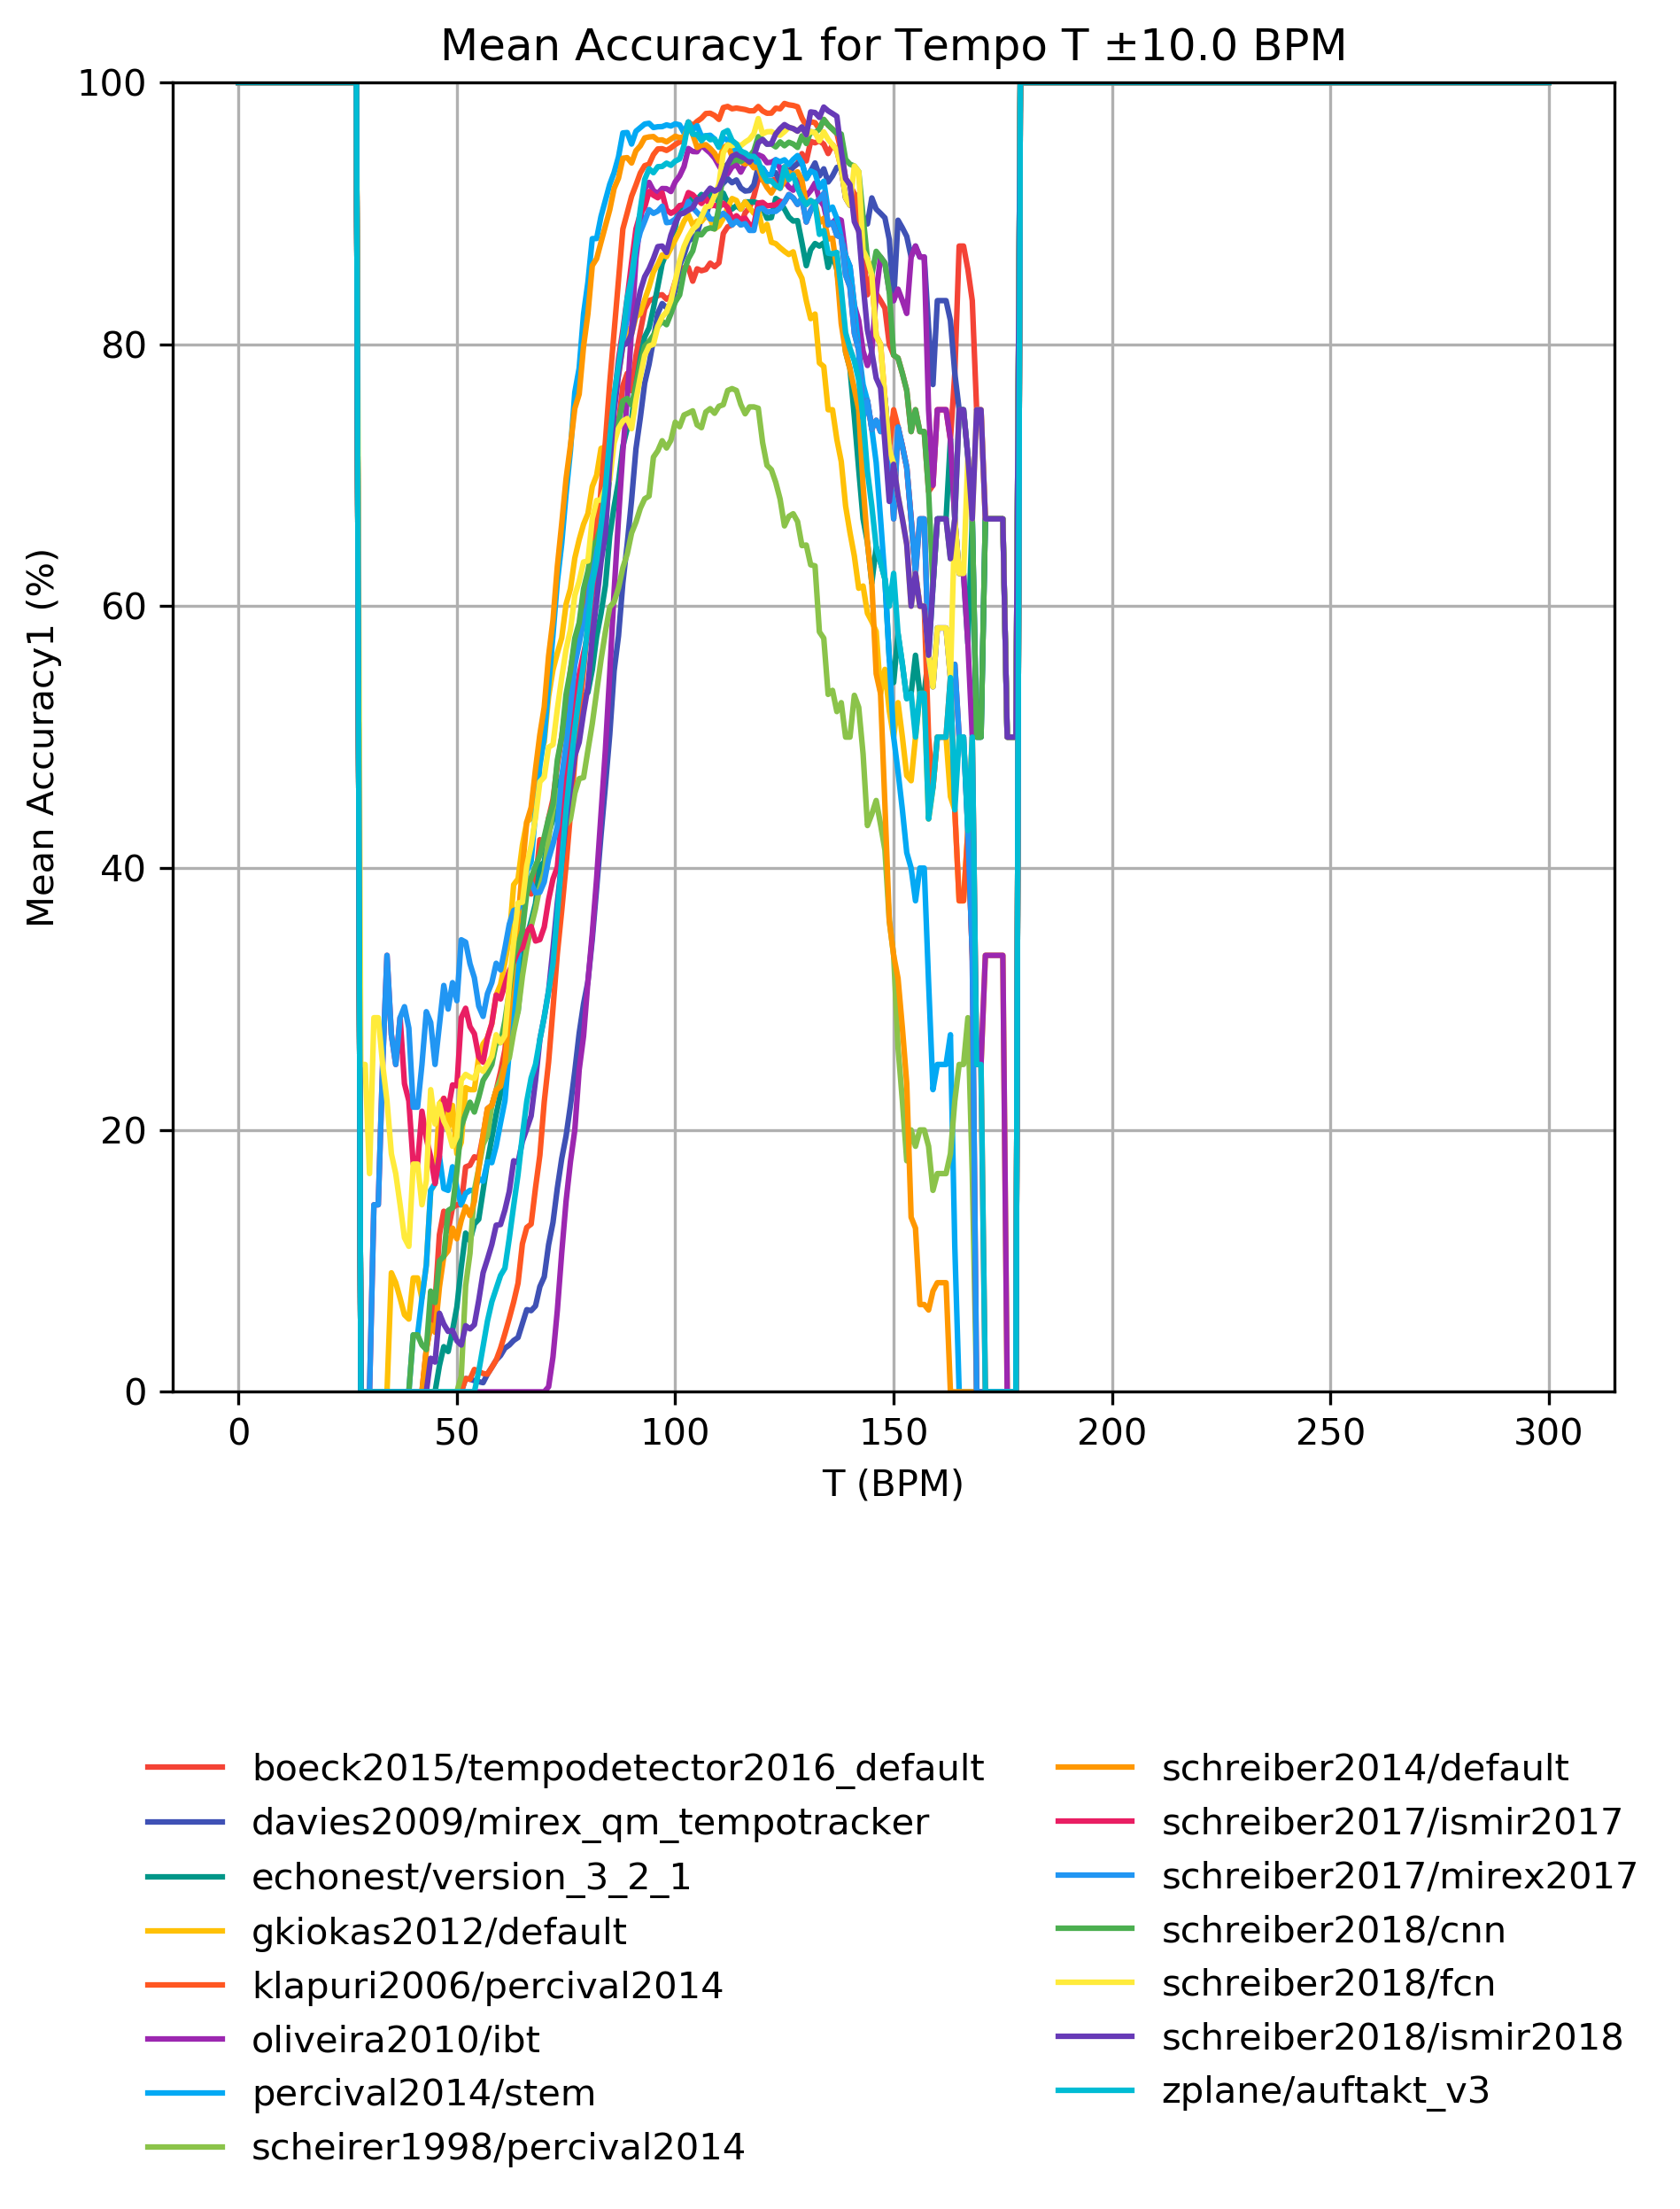 Mean Accuracy1 for Tempo T ±10.0 BPM
100
80
60
40
20
0
Mean Accuracy1 (%)
0 50 100 150 200 250 300
T (BPM)
boeck2015/tempodetector2016_default
davies2009/mirex_qm_tempotracker
echonest/version_3_2_1
gkiokas2012/default
klapuri2006/percival2014
oliveira2010/ibt
percival2014/stem
scheirer1998/percival2014
schreiber2014/default
schreiber2017/ismir2017
schreiber2017/mirex2017
schreiber2018/cnn
schreiber2018/fcn
schreiber2018/ismir2018
zplane/auftakt_v3